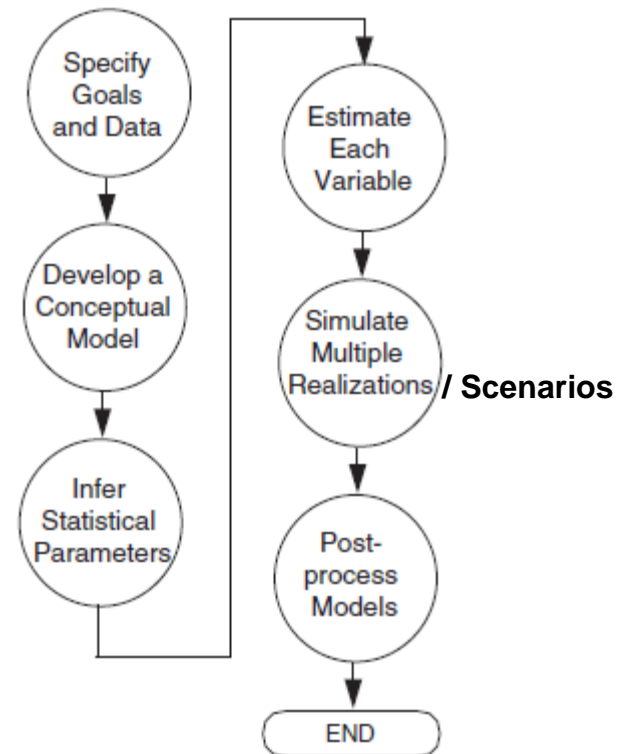 Specify
Goals
and Data
Develop a
Conceptual
Model
Infer
Statistical
Parameters
Estimate
Each
Variable
Simulate
Multiple
Realizations / Scenarios
Post-
process
Models
END